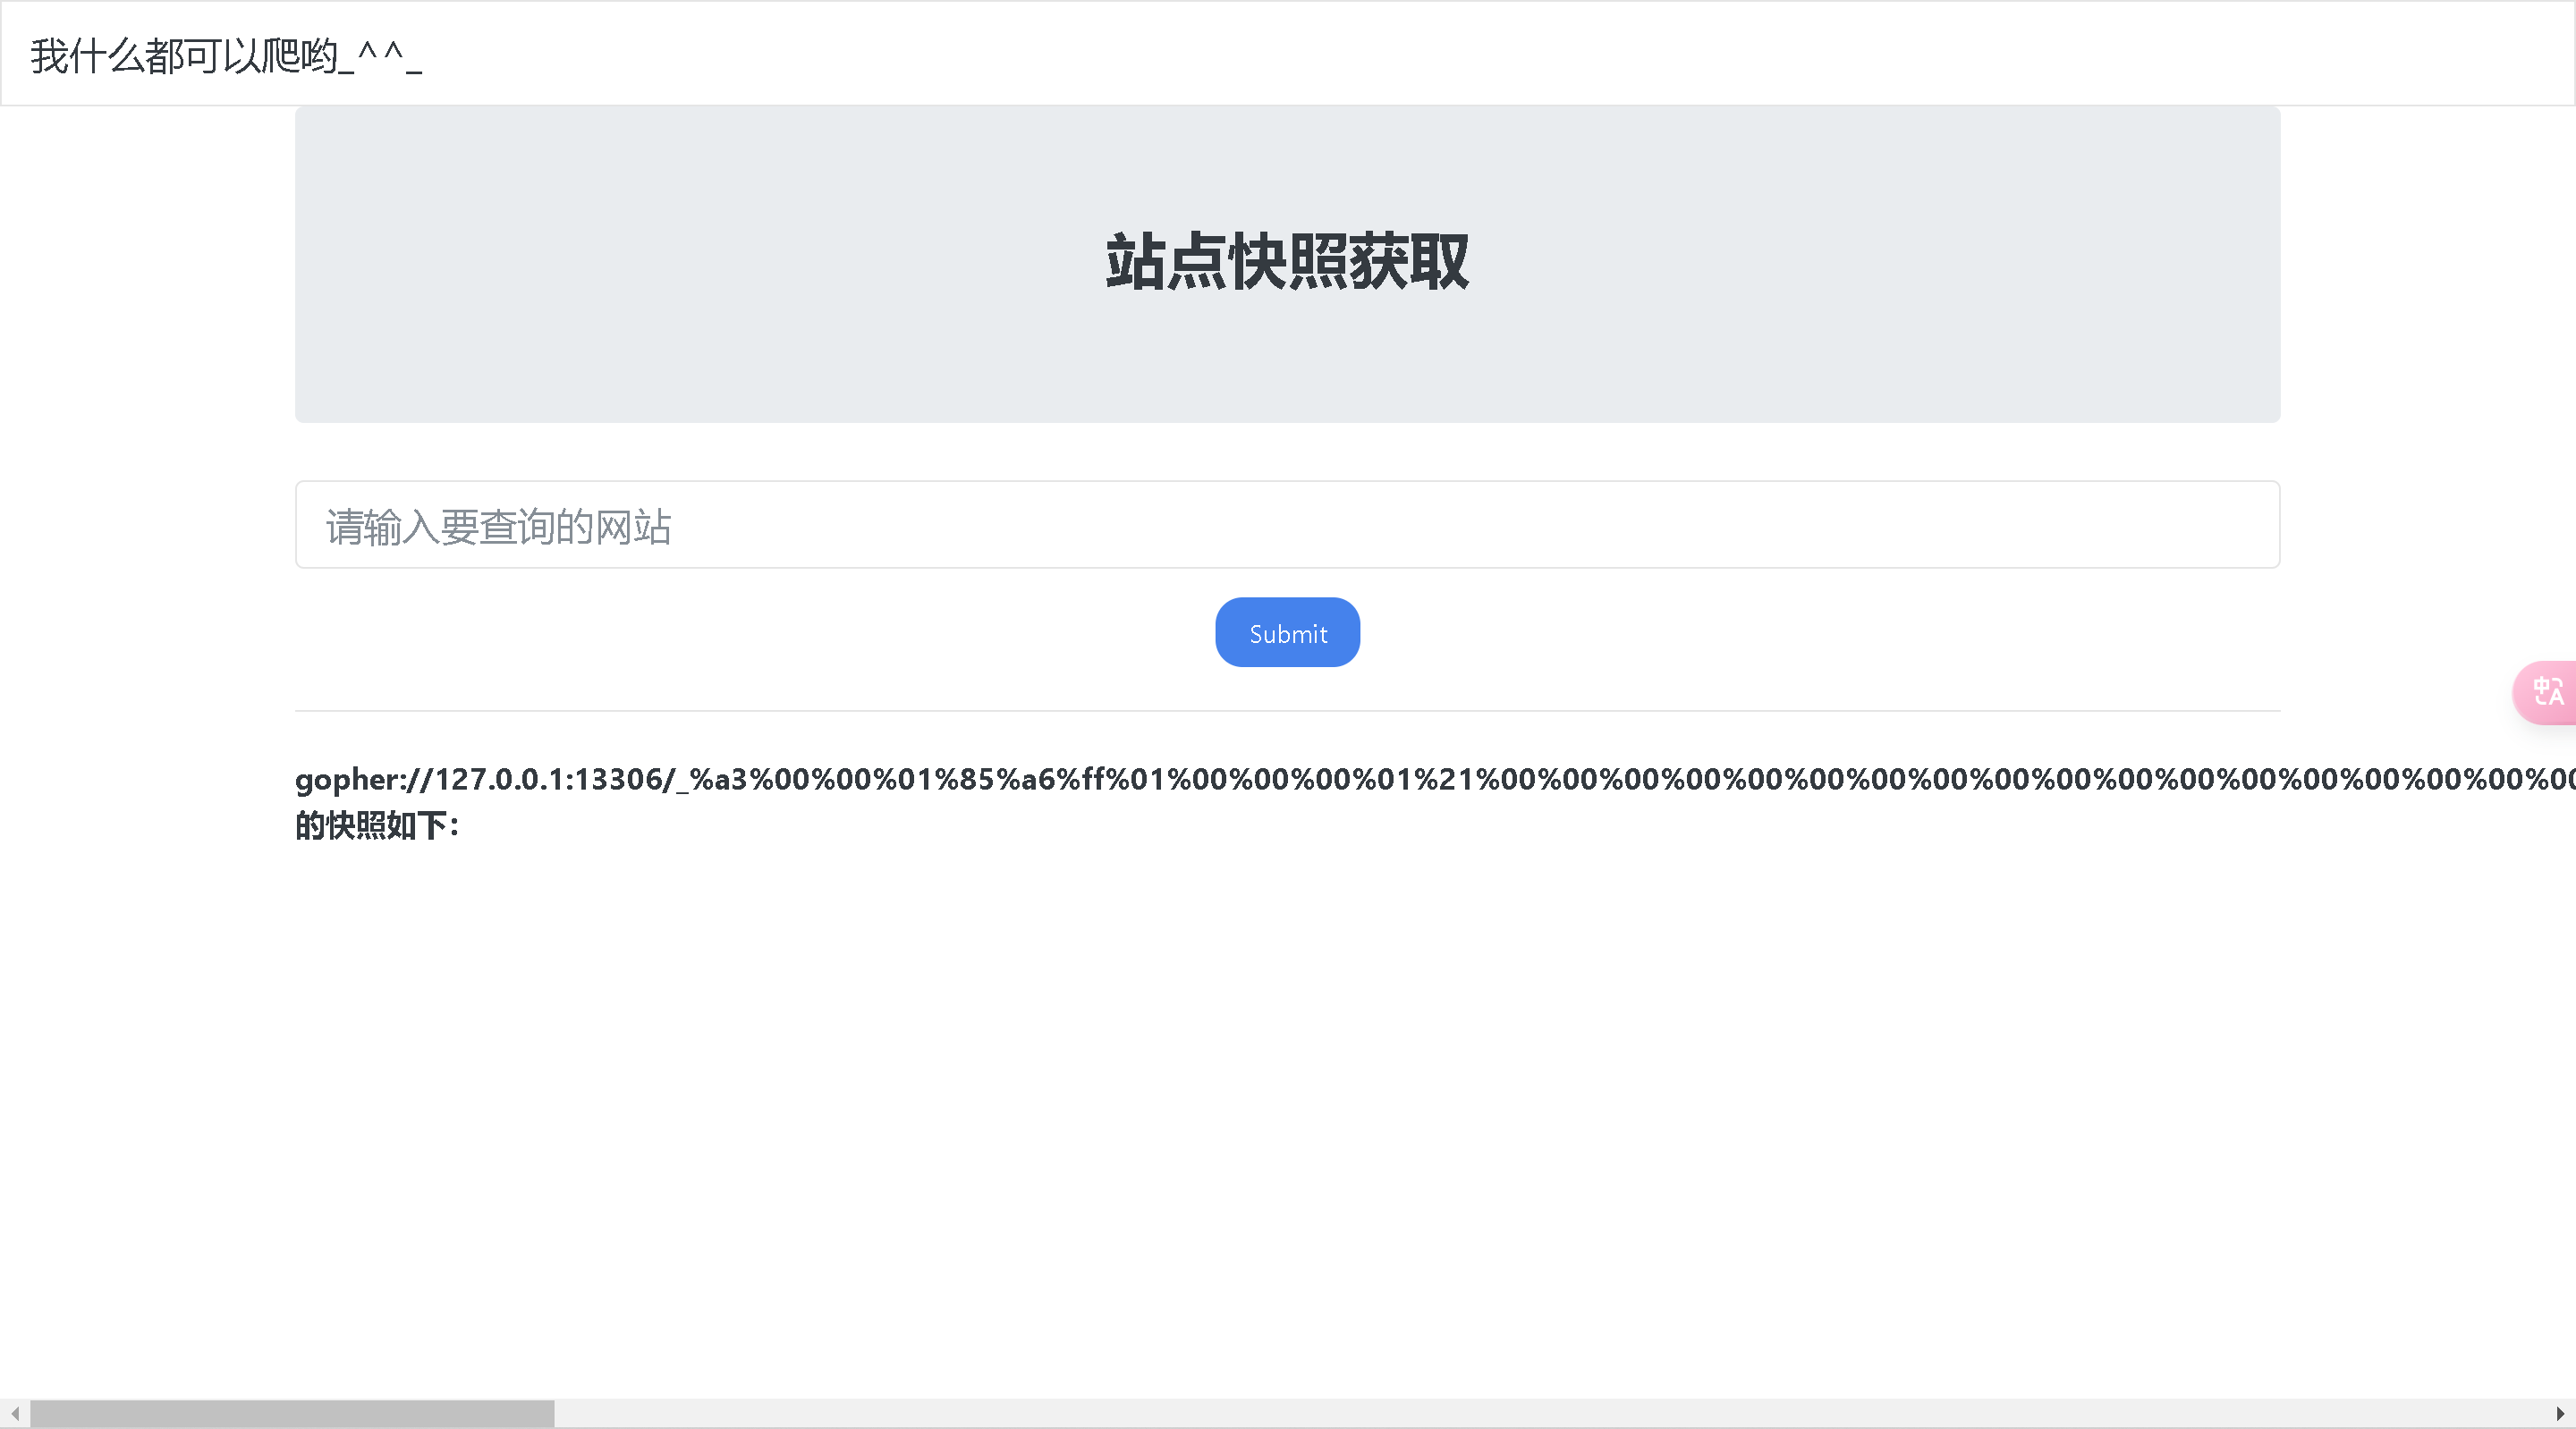 我什么都可以爬哟_^^_
站点快照获取
请输入要查询的网站
Submit
gopher://127.0.0.1:13306/_%a3%00%00%01%85%a6%ff%01%00%00%00%01%21%00%00%00%00%00%00%00%00%00%00%00%00%00%00%00%00%00%00
的快照如下：